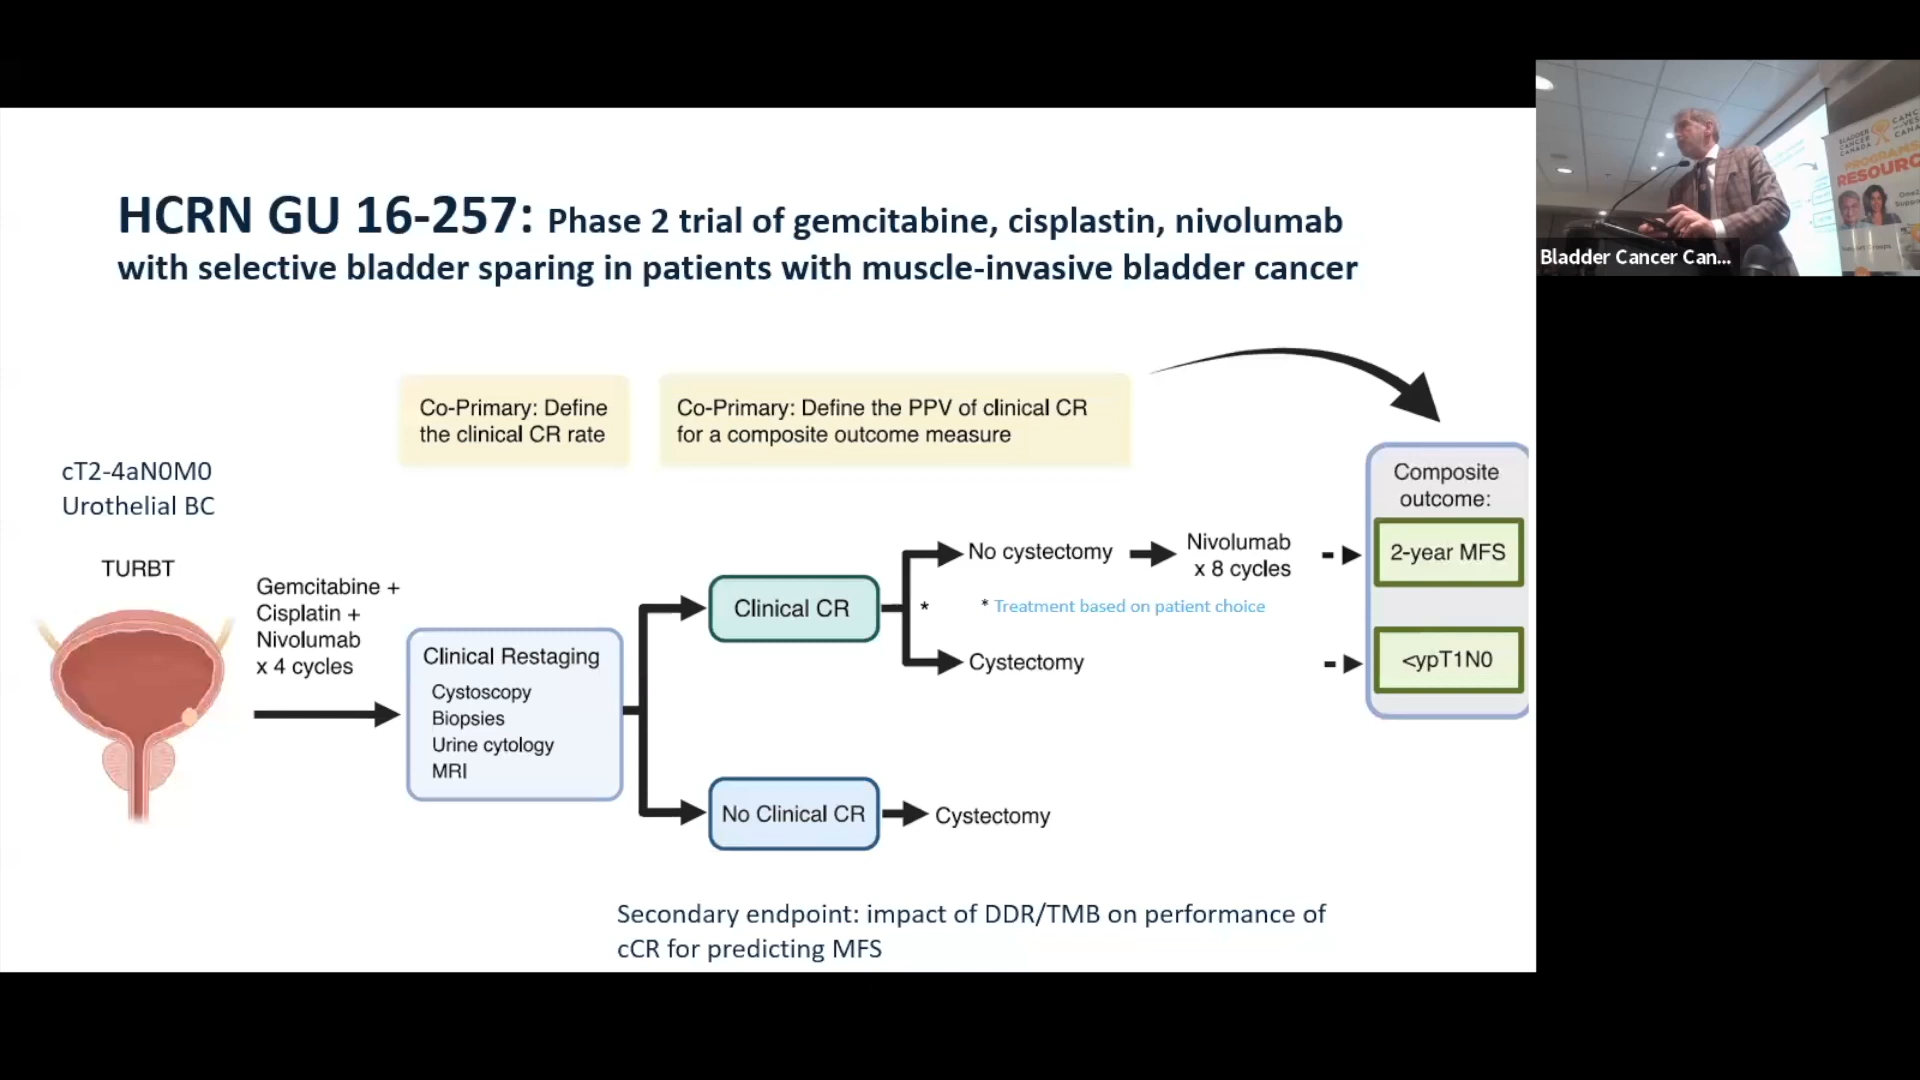 HCRN GU 16-257: Phase 2 trial of gemcitabine, cisplastin, nivolumab
with selective bladder sparing in patients with muscle-invasive bladder cancer
Co-Primary: Define
the clinical CR rate
Co-Primary: Define the PPV of clinical CR
for a composite outcome measure
cT2-4aN0M0
Urothelial BC
TURBT
Gemcitabine +
Cisplatin +
Nivolumab
x 4 cycles
Clinical Restaging
Cystoscopy
Biopsies
Urine cytology
MRI
Clinical CR
*
No cystectomy
Nivolumab
x 8 cycles
* Treatment based on patient choice
Cystectomy
No Clinical CR
Cystectomy
Composite
outcome:
2-year MFS
<ypT1N0
Secondary endpoint: impact of DDR/TMB on performance of
cCR for predicting MFS
BLADDER
CANCER
CANADA
PROGRAMS
RESOURC
Bladder Cancer Can...